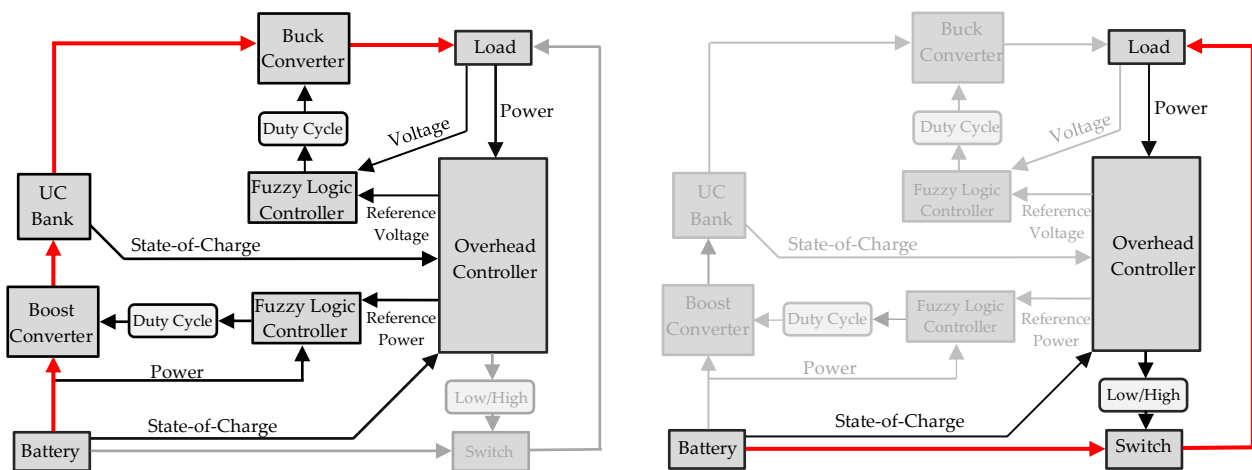 Buck
Converter
Load
Power
Duty Cycle
Voltage
Fuzzy Logic
Controller
Reference
Voltage
UC
Bank
State-of-Charge
Overhead
Controller
Boost
Converter
Duty Cycle
Fuzzy Logic
Controller
Reference
Power
Power
Low/High
State-of-Charge
Battery
Switch
Buck
Converter
Load
Power
Duty Cycle
Voltage
Fuzzy Logic
Controller
Reference
Voltage
UC
Bank
State-of-Charge
Overhead
Controller
Boost
Converter
Duty Cycle
Fuzzy Logic
Controller
Reference
Power
Power
Low/High
State-of-Charge
Battery
Switch